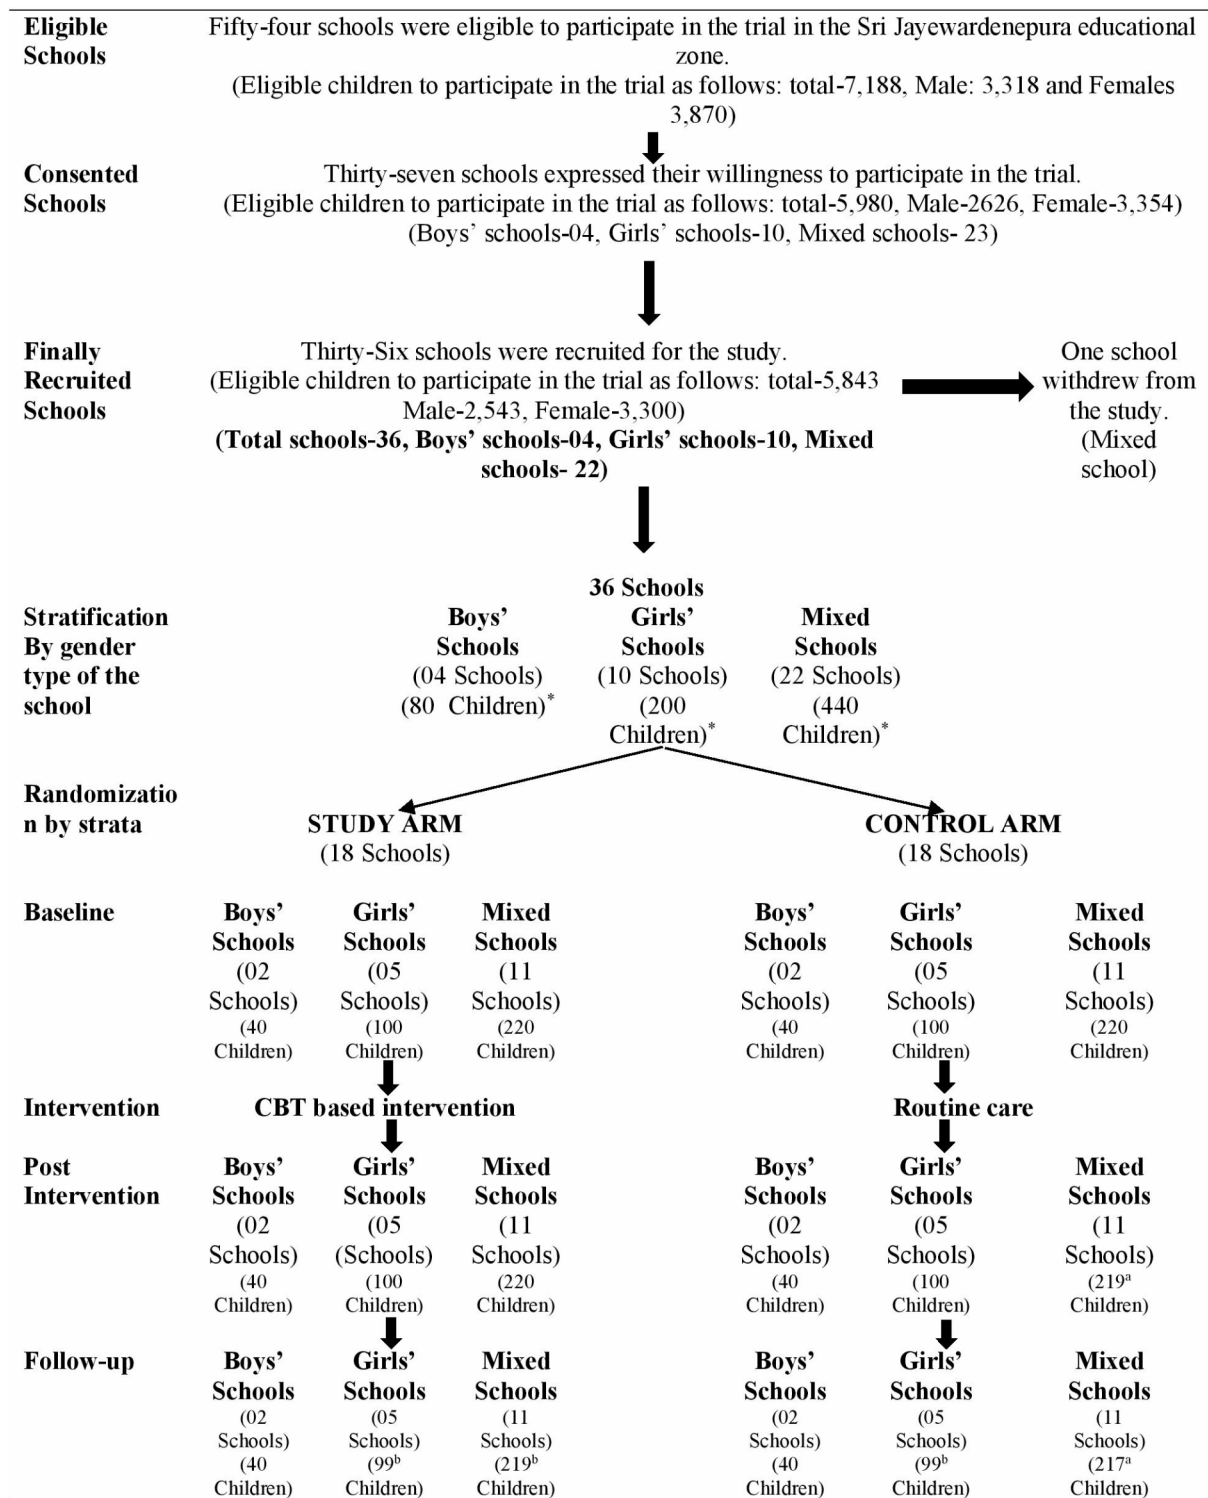 Eligible Schools
Fifty-four schools were eligible to participate in the trial in the Sri Jayewardenepura educational
zone.
(Eligible children to participate in the trial as follows: total-7,188, Male: 3,318 and Females
3,870)
Consented Schools
Thirty-seven schools expressed their willingness to participate in the trial.
(Eligible children to participate in the trial as follows: total-5,980, Male-2626, Female-3,354)
(Boys’ schools-04, Girls’ schools-10, Mixed schools- 23)
Finally
Recruited
Schools
Thirty-Six schools were recruited for the study.
(Eligible children to participate in the trial as follows: total-5,843
Male-2,543, Female-3,300)
(Total schools-36, Boys’ schools-04, Girls’ schools-10, Mixed
schools- 22)
One school
withdrew from
the study.
(Mixed
school)
36 Schools
Stratification
By gender
type of the
school
Boys’
Schools
(04 Schools)
(80 Children)*
Girls’
Schools
(10 Schools)
(200
Children)*
Mixed
Schools
(22 Schools)
(440
Children)*
Randomizatio
n by strata
STUDY ARM
(18 Schools)
CONTROL ARM
(18 Schools)
Baseline
Boys’
Schools
(02
Schools)
(40
Children)
Girls’
Schools
(05
Schools)
(100
Children)
Mixed
Schools
(11
Schools)
(220
Children)
Boys’
Schools
(02
Schools)
(40
Children)
Girls’
Schools
(05
Schools)
(100
Children)
Mixed
Schools
(11
Schools)
(220
Children)
Intervention
CBT based intervention
Routine care
Post
Intervention
Boys’
Schools
(02
Schools)
(40
Children)
Girls’
Schools
(05
(Schools)
(100
Children)
Mixed
Schools
(11
Schools)
(220
Children)
Boys’
Schools
(02
Schools)
(40
Children)
Girls’
Schools
(05
Schools)
(100
Children)
Mixed
Schools
(11
Schools)
(219a
Children)
Follow-up
Boys’
Schools
(02
Schools)
(40
Children)
Girls’
Schools
(05
Schools)
(99b
Children)
Mixed
Schools
(11
Schools)
(219b
Children)
Boys’
Schools
(02
Schools)
(40
Children)
Girls’
Schools
(05
Schools)
(99b
Children)
Mixed
Schools
(11
Schools)
(217a
Children)